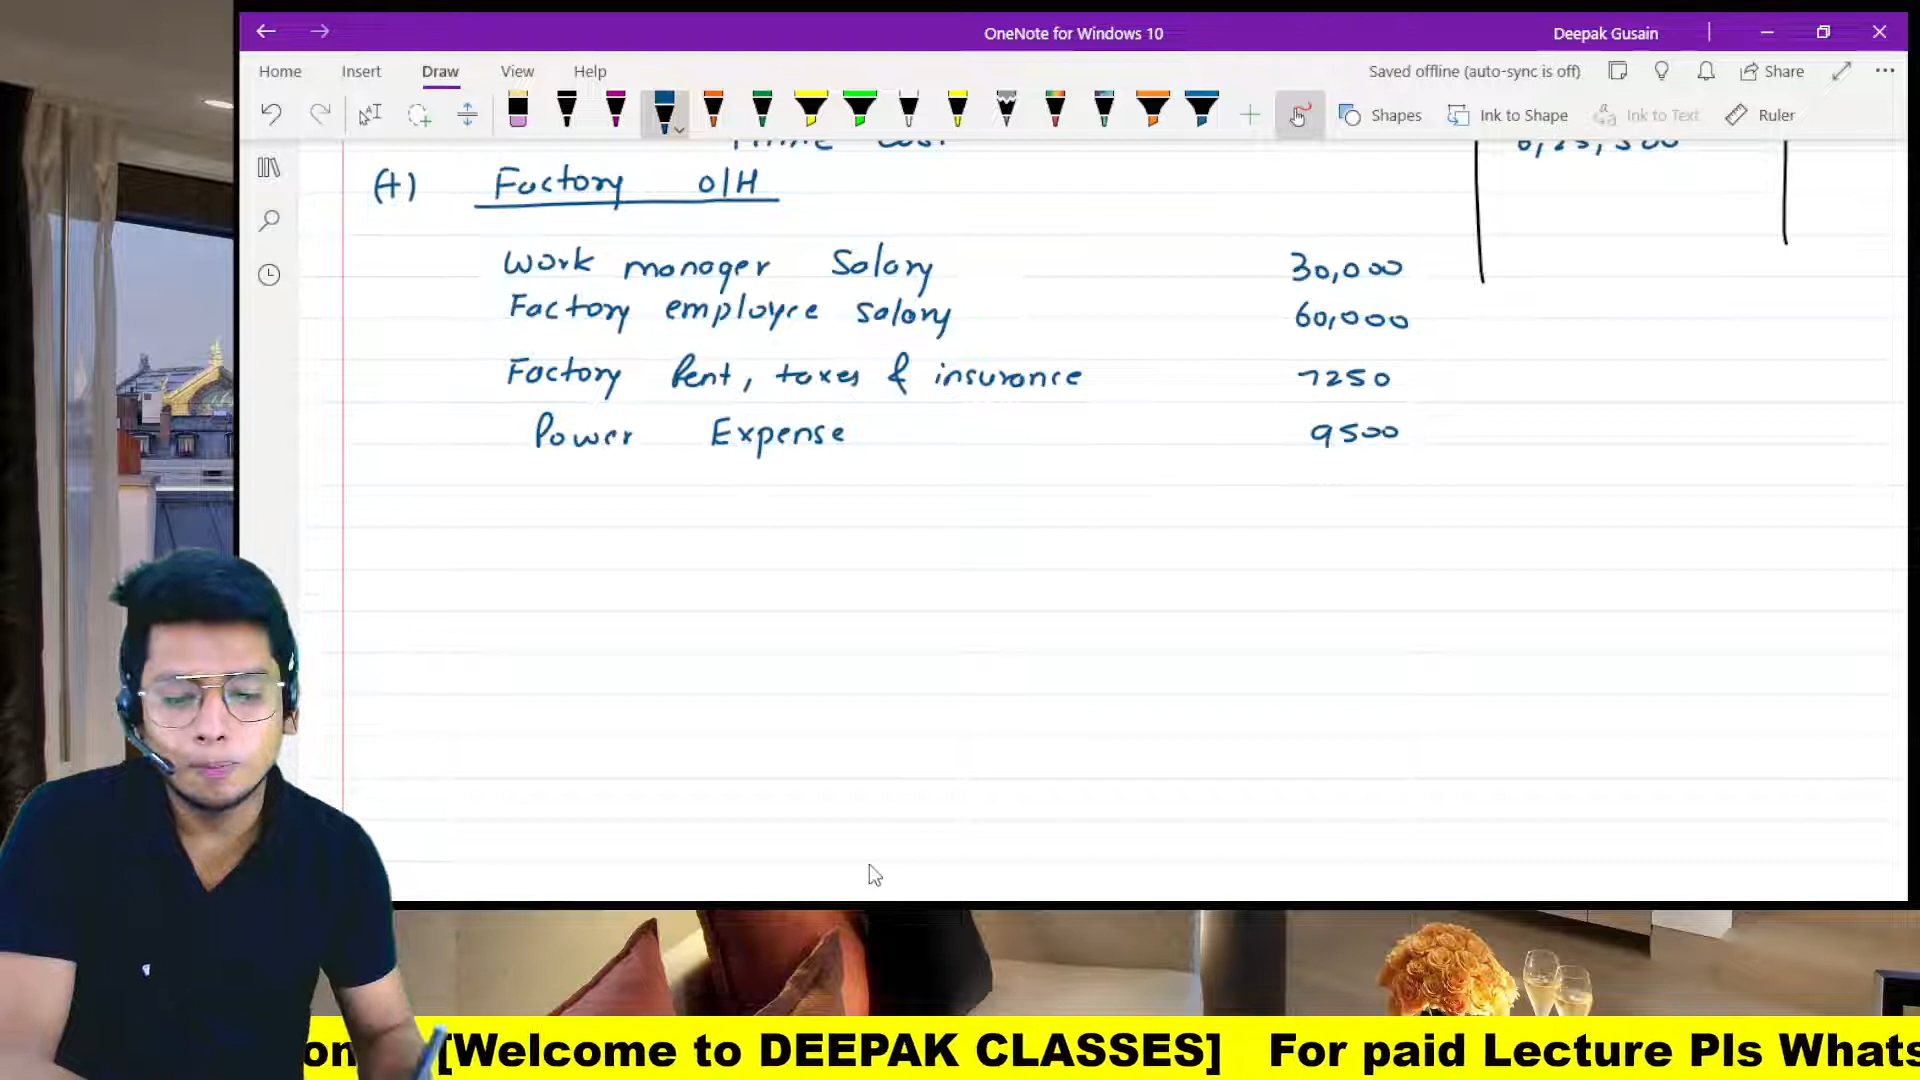 OneNote for Windows 10 Deepak Gusain
Home Insert Draw View Help Saved offline (auto-sync is off) Share
Shapes Ink to Shape Ink to Text Ruler
Prime Cost
(+) Factory O/H
Work manager Salary 30,000
Factory employee salary 60,000
Factory Rent, taxes & insurance 7250
Power Expense 9500
[Welcome to DEEPAK CLASSES] For paid Lecture Pls Whats